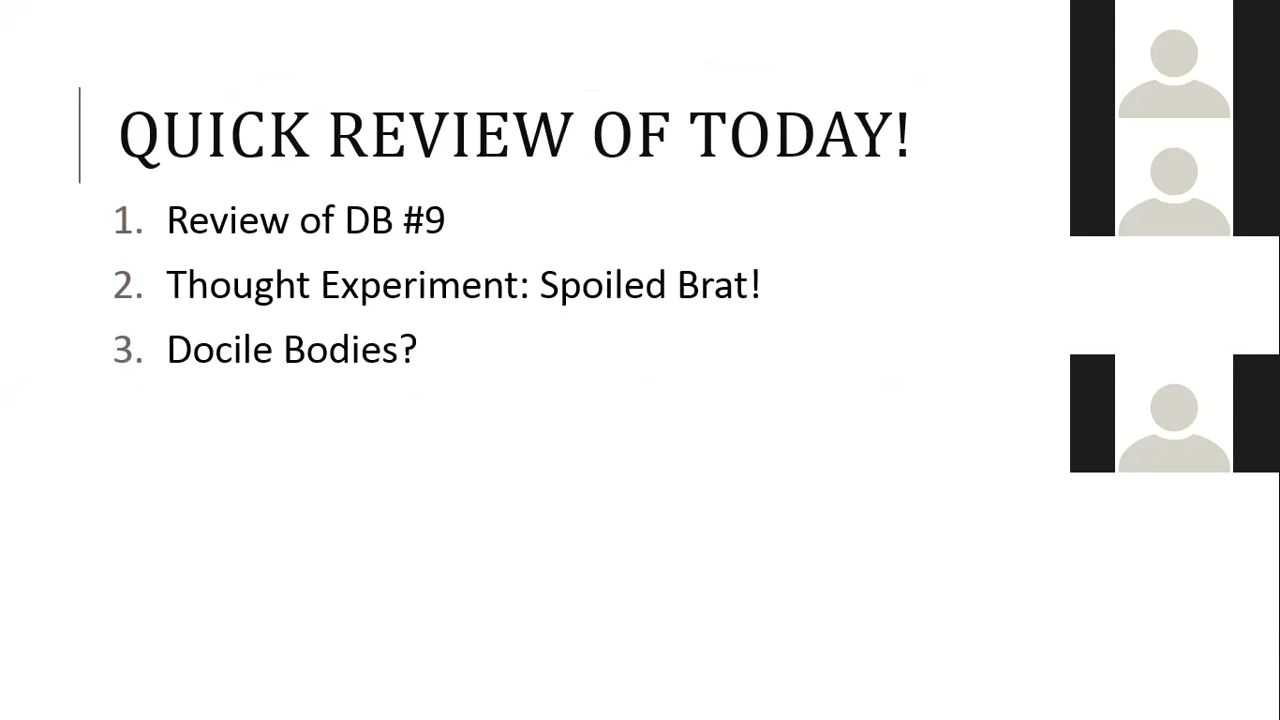 QUICK REVIEW OF TODAY!
1. Review of DB #9
2. Thought Experiment: Spoiled Brat!
3. Docile Bodies?